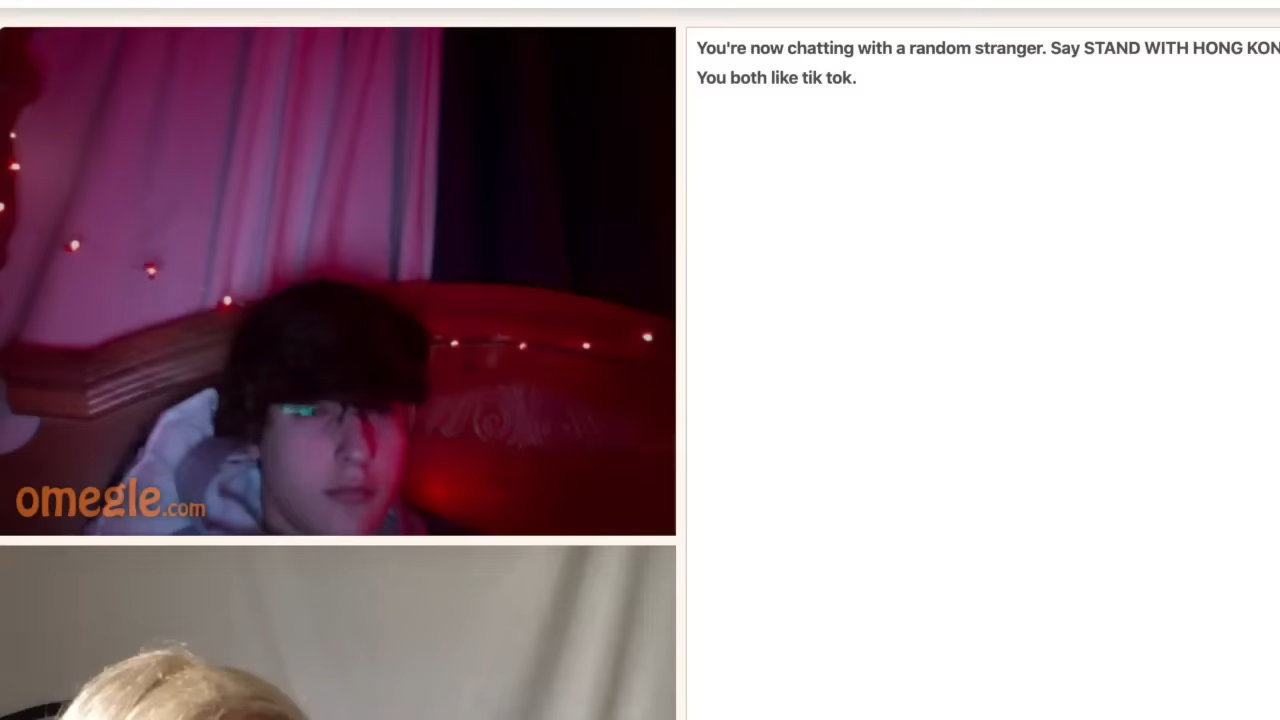 You're now chatting with a random stranger. Say STAND WITH HONG KON
You both like tik tok.
omegle.com